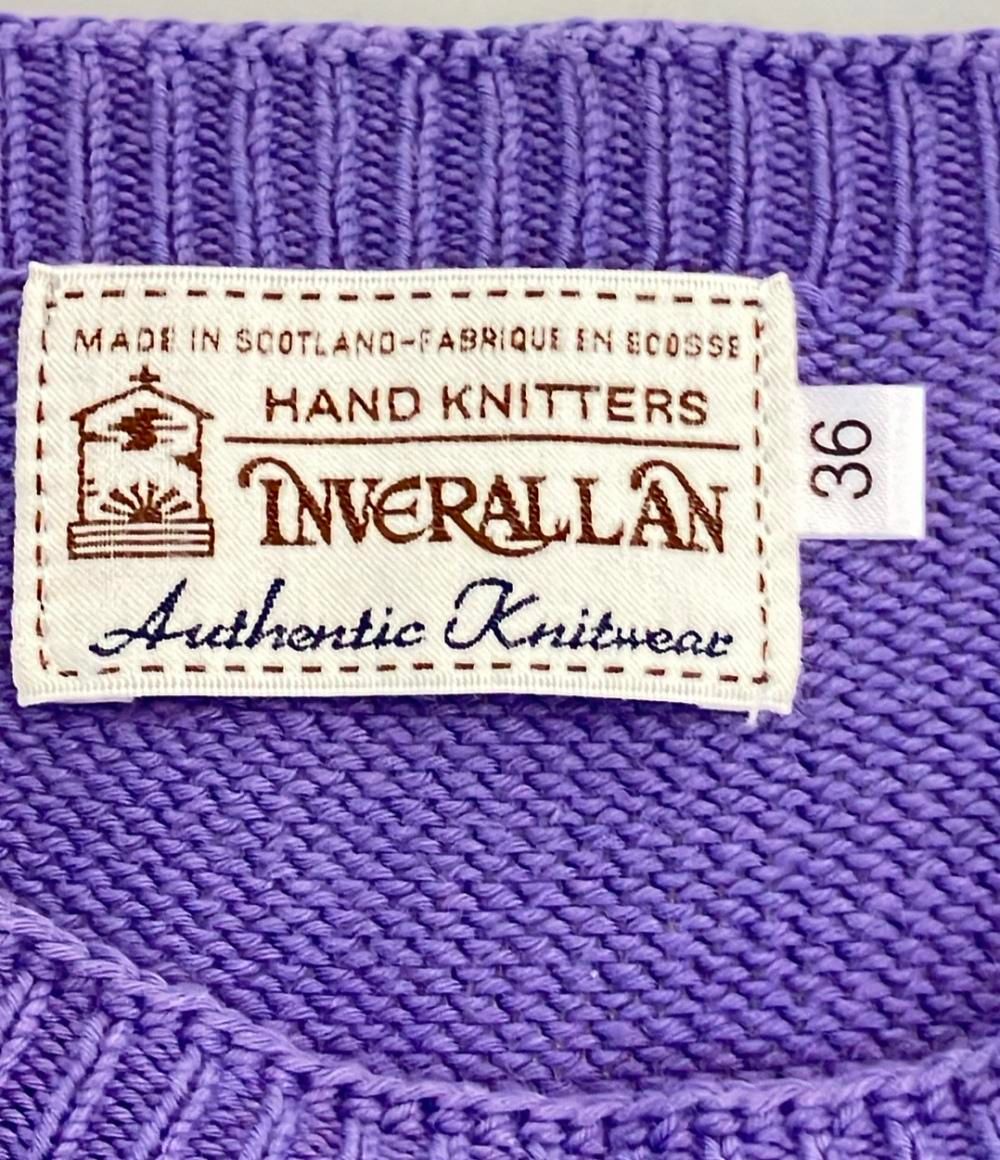 MADE IN SCOTLAND-FABRIQUE EN ECOSSE
HAND KNITTERS
INVERALLAN
Authentic Knitwear
36